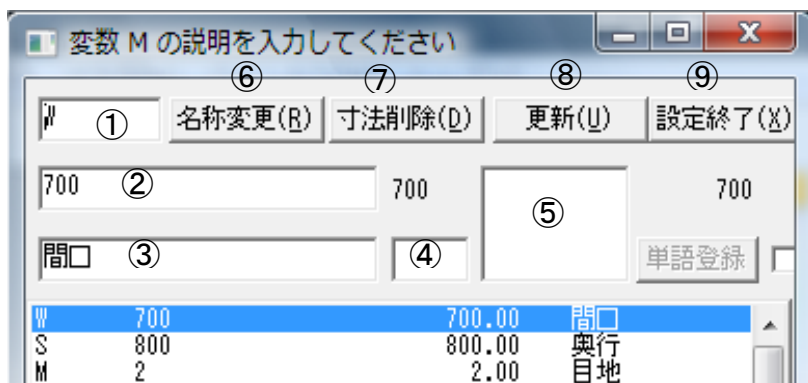 変数 M の説明を入力してください
⑥ ⑦ ⑧ ⑨
W ① 名称変更(R) 寸法削除(D) 更新(U) 設定終了(X)
700 ② 700 ⑤ 700
間口 ③ ④ 単語登録
W 700 700.00 間口
S 800 800.00 奥行
M 2 2.00 目地